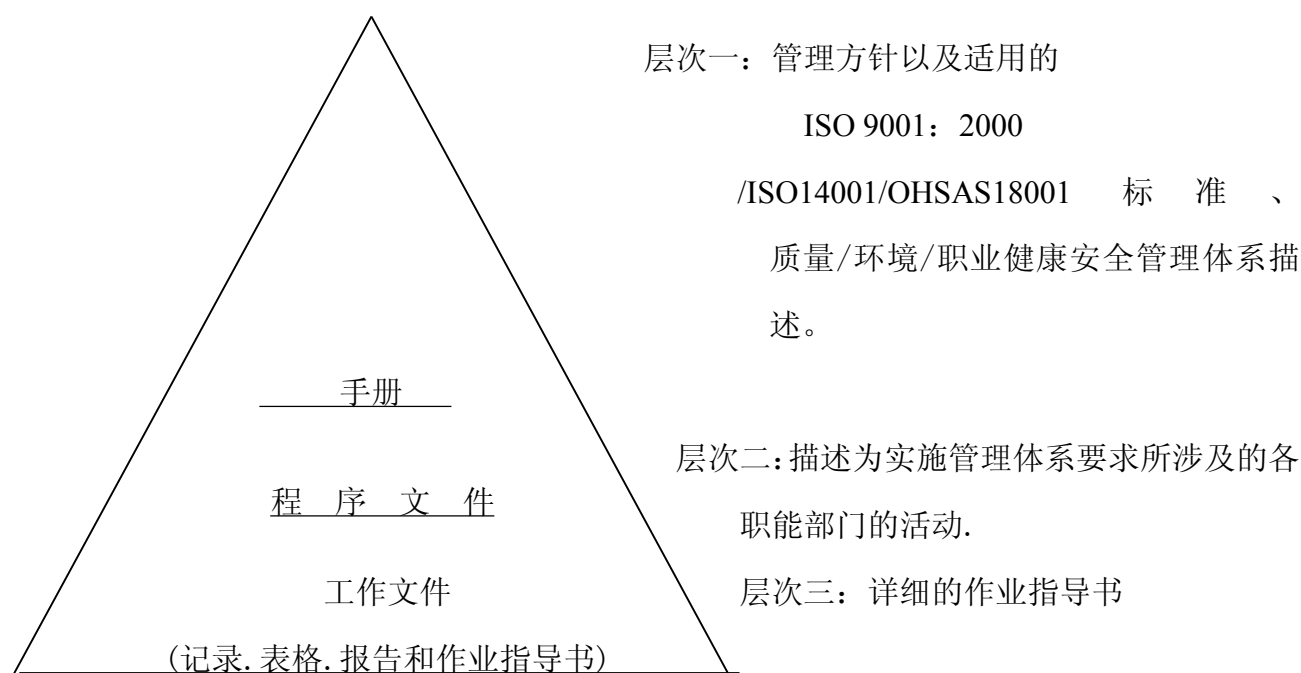 层次一：管理方针以及适用的
ISO 9001：2000
/ISO14001/OHSAS18001 标 准 、
质量/环境/职业健康安全管理体系描
述。
手册
层次二:描述为实施管理体系要求所涉及的各
程 序 文 件
职能部门的活动.
工作文件
层次三：详细的作业指导书
(记录.表格.报告和作业指导书)